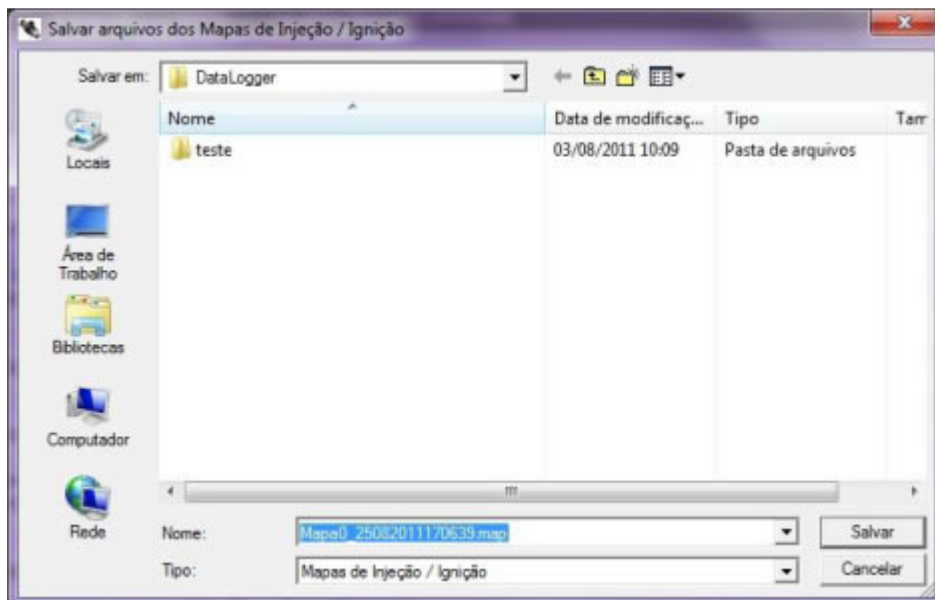 Salvar arquivos dos Mapas de Injeção / Ignição
Salvar em: DataLogger
Nome Data de modificaç... Tipo Tam
teste 03/08/2011 10:09 Pasta de arquivos
Locais
Área de
Trabalho
Bibliotecas
Computador
Rede
Nome: Mapa0_25082011170639.map Salvar
Tipo: Mapas de Injeção / Ignição Cancelar